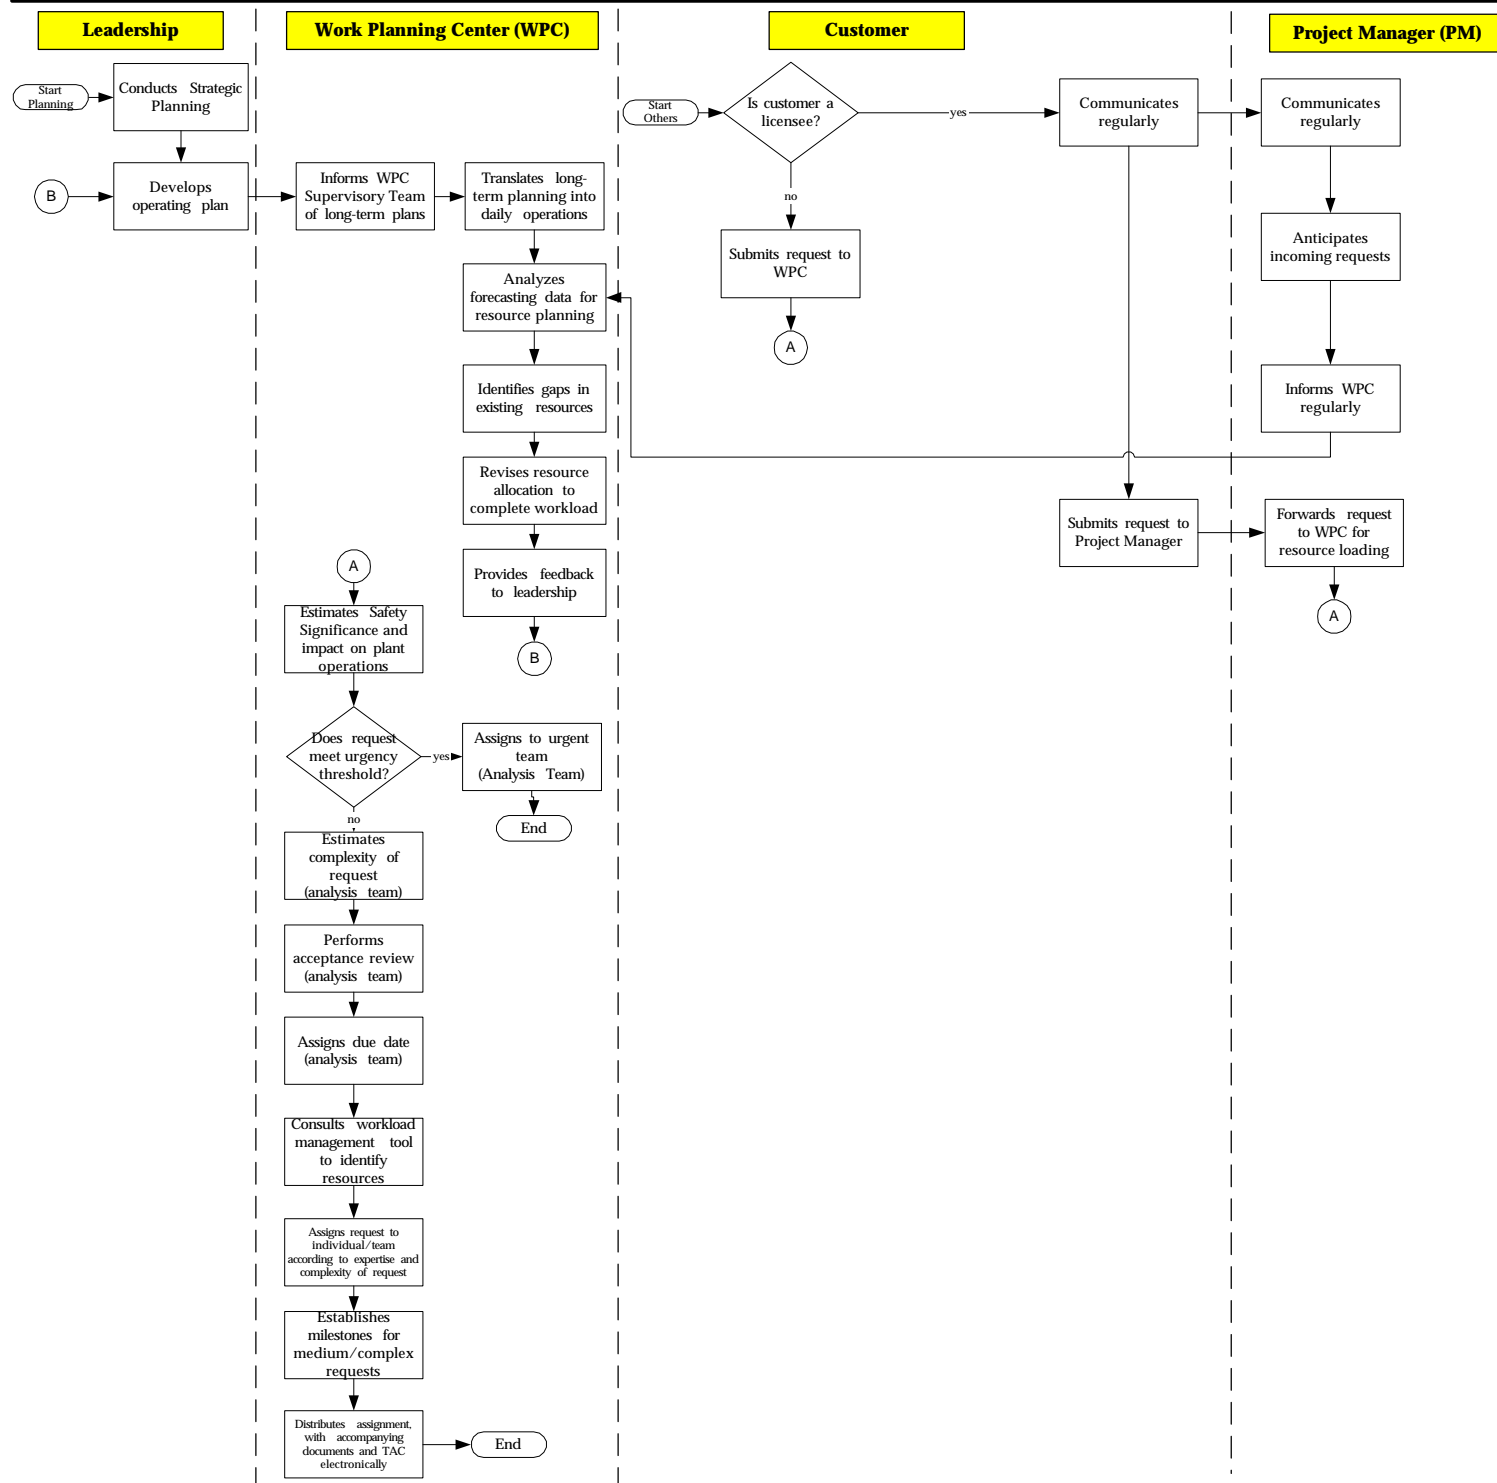 Leadership
Work Planning Center (WPC)
Customer
Project Manager (PM)
Start
Planning
Conducts Strategic
Planning
B
Develops
operating plan
Informs WPC
Supervisory Team
of long-term plans
Translates long-
term planning into
daily operations
Analyzes
forecasting data for
resource planning
Identifies gaps in
existing resources
Revises resource
allocation to
complete workload
Provides feedback
to leadership
B
A
Estimates Safety
Significance and
impact on plant
operations
Does request
meet urgency
threshold?
yes
Assigns to urgent
team
(Analysis Team)
End
no
Estimates
complexity of
request
(analysis team)
Performs
acceptance review
(analysis team)
Assigns due date
(analysis team)
Consults workload
management tool
to identify
resources
Assigns request to
individual/team
according to expertise and
complexity of request
Establishes
milestones for
medium/complex
requests
Distributes assignment,
with accompanying
documents and TAC
electronically
End
Start
Others
Is customer a
licensee?
yes
no
Submits request to
WPC
A
Communicates
regularly
Submits request to
Project Manager
Communicates
regularly
Anticipates
incoming requests
Informs WPC
regularly
Forwards request
to WPC for
resource loading
A